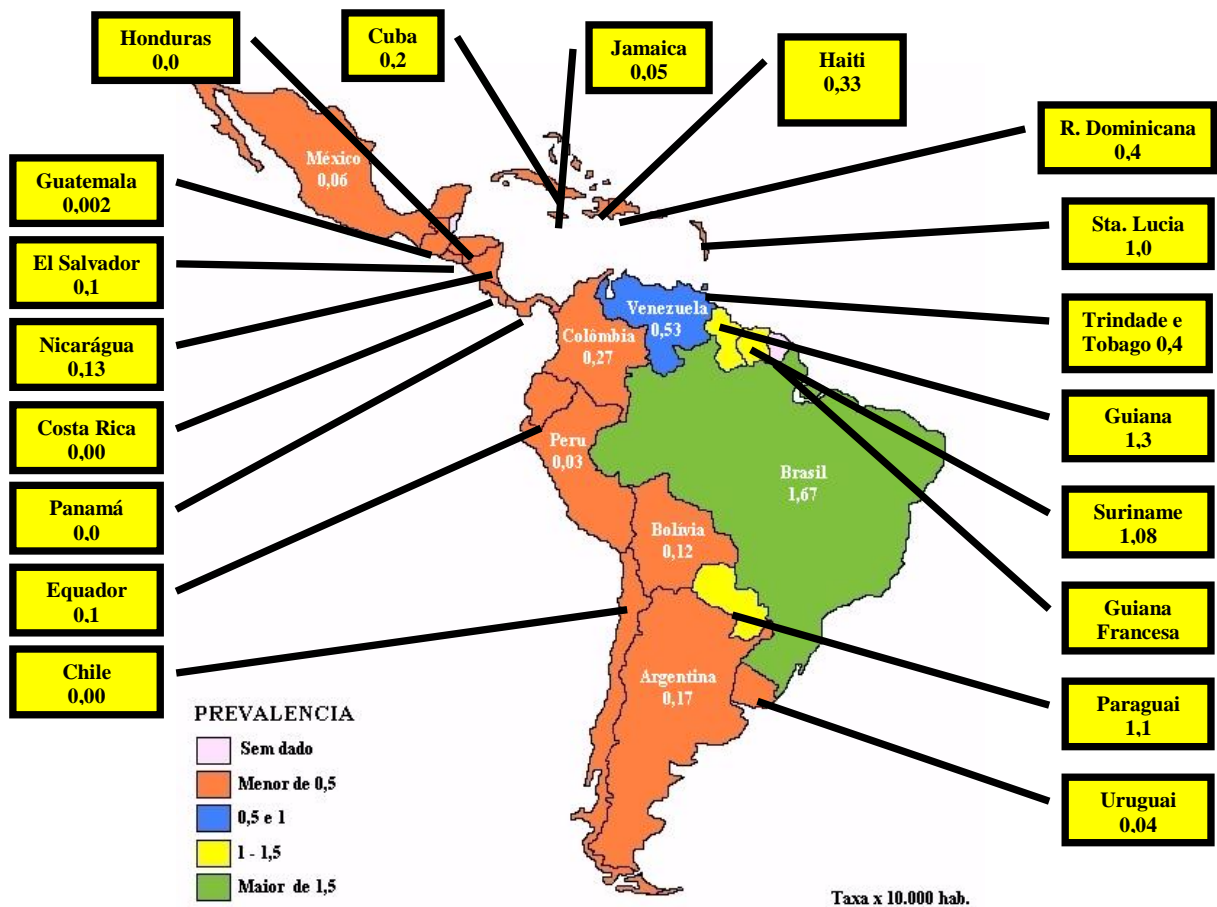 Honduras
0,0
Cuba
0,2
Jamaica
0,05
Haiti
0,33
R. Dominicana
0,4
Guatemala
0,002
El Salvador
0,1
Nicarágua
0,13
Costa Rica
0,00
Panamá
0,0
Equador
0,1
Chile
0,00
México
0,06
Venezuela
0,53
Colômbia
0,27
Peru
0,03
Brasil
1,67
Bolívia
0,12
Argentina
0,17
Sta. Lucia
1,0
Trindade e
Tobago 0,4
Guiana
1,3
Suriname
1,08
Guiana
Francesa
Paraguai
1,1
Uruguai
0,04
PREVALENCIA
Sem dado
Menor de 0,5
0,5 e 1
1 - 1,5
Maior de 1,5
Taxa x 10.000 hab.